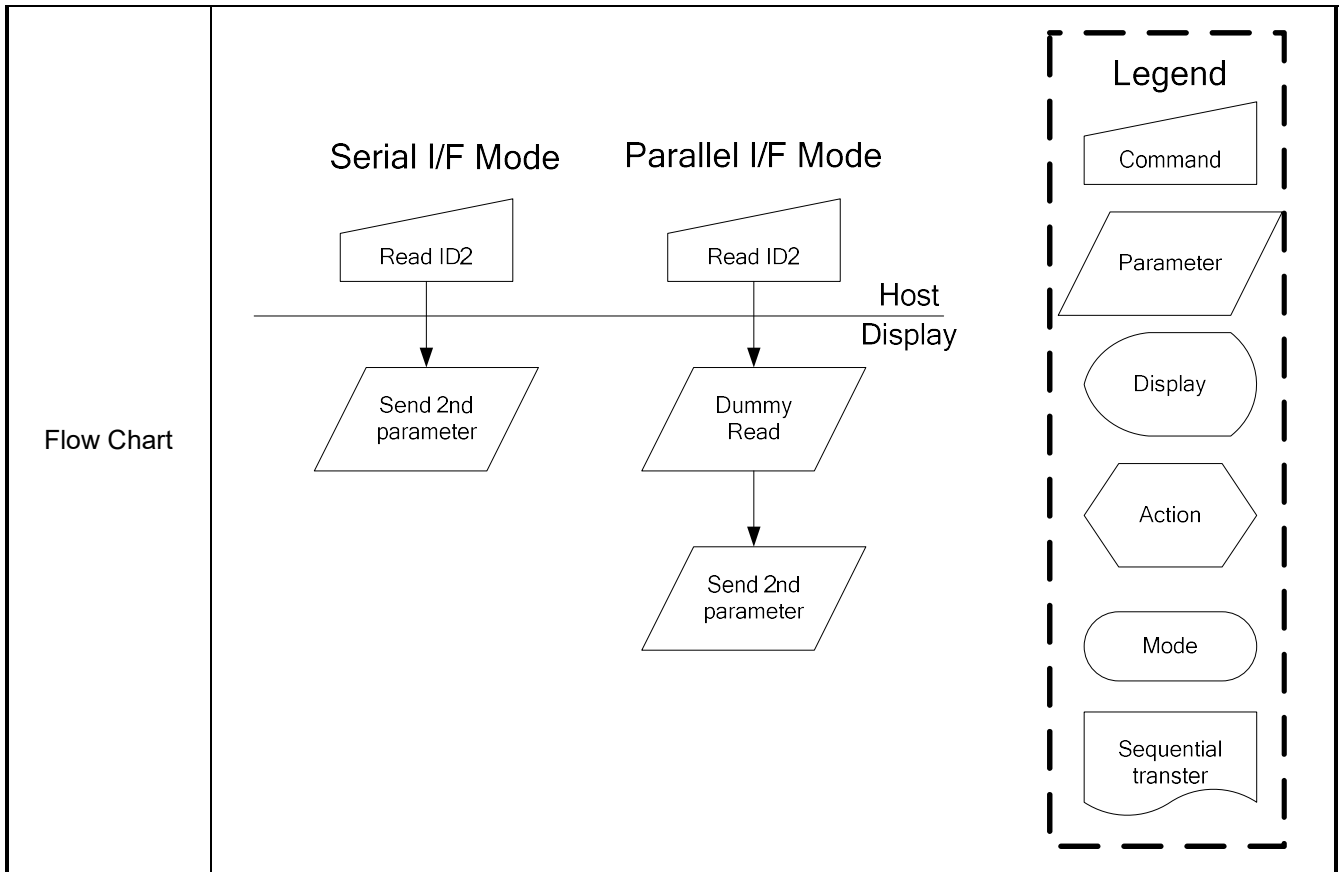 Flow Chart
Serial I/F Mode
Read ID2
Send 2nd
parameter
Parallel I/F Mode
Read ID2
Host
Display
Dummy
Read
Send 2nd
parameter
Legend
Command
Parameter
Display
Action
Mode
Sequential
transter